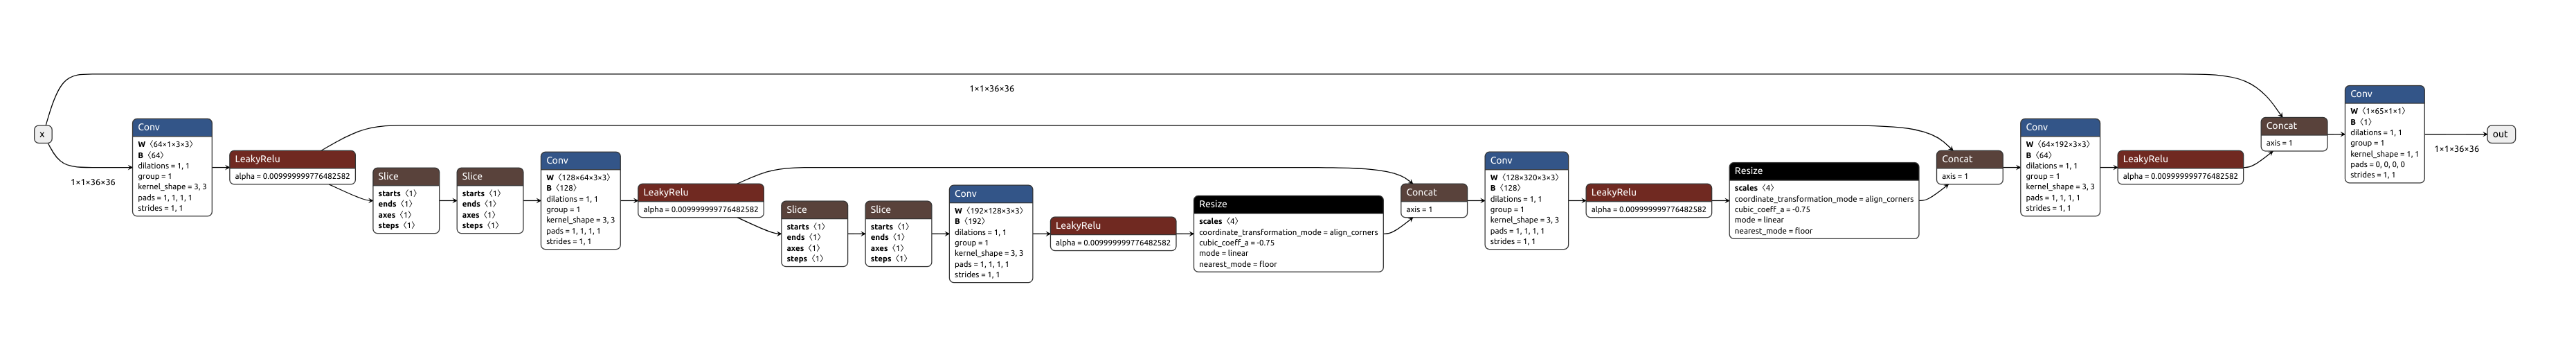 1×1×36×36
x
1×1×36×36
Conv
W ⟨64×1×3×3⟩
B ⟨64⟩
dilations = 1, 1
group = 1
kernel_shape = 3, 3
pads = 1, 1, 1, 1
strides = 1, 1
LeakyRelu
alpha = 0.009999999776482582
Slice
starts ⟨1⟩
ends ⟨1⟩
axes ⟨1⟩
steps ⟨1⟩
Slice
starts ⟨1⟩
ends ⟨1⟩
axes ⟨1⟩
steps ⟨1⟩
Conv
W ⟨128×64×3×3⟩
B ⟨128⟩
dilations = 1, 1
group = 1
kernel_shape = 3, 3
pads = 1, 1, 1, 1
strides = 1, 1
LeakyRelu
alpha = 0.009999999776482582
Slice
starts ⟨1⟩
ends ⟨1⟩
axes ⟨1⟩
steps ⟨1⟩
Slice
starts ⟨1⟩
ends ⟨1⟩
axes ⟨1⟩
steps ⟨1⟩
Conv
W ⟨192×128×3×3⟩
B ⟨192⟩
dilations = 1, 1
group = 1
kernel_shape = 3, 3
pads = 1, 1, 1, 1
strides = 1, 1
LeakyRelu
alpha = 0.009999999776482582
Resize
scales ⟨4⟩
coordinate_transformation_mode = align_corners
cubic_coeff_a = -0.75
mode = linear
nearest_mode = floor
Concat
axis = 1
Conv
W ⟨128×320×3×3⟩
B ⟨128⟩
dilations = 1, 1
group = 1
kernel_shape = 3, 3
pads = 1, 1, 1, 1
strides = 1, 1
LeakyRelu
alpha = 0.009999999776482582
Resize
scales ⟨4⟩
coordinate_transformation_mode = align_corners
cubic_coeff_a = -0.75
mode = linear
nearest_mode = floor
Concat
axis = 1
Conv
W ⟨64×192×3×3⟩
B ⟨64⟩
dilations = 1, 1
group = 1
kernel_shape = 3, 3
pads = 1, 1, 1, 1
strides = 1, 1
LeakyRelu
alpha = 0.009999999776482582
Concat
axis = 1
Conv
W ⟨1×65×1×1⟩
B ⟨1⟩
dilations = 1, 1
group = 1
kernel_shape = 1, 1
pads = 0, 0, 0, 0
strides = 1, 1
1×1×36×36
out